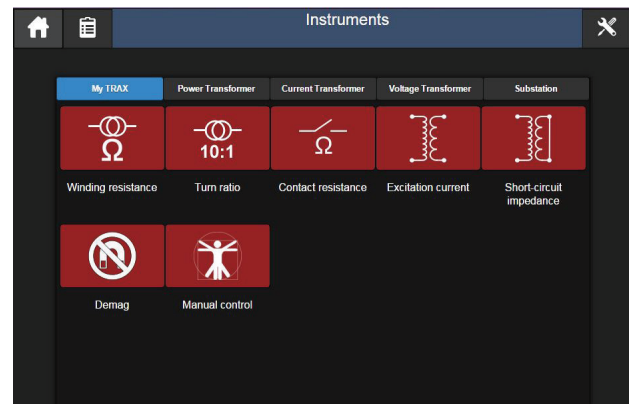 Instruments
My TRAX
Power Transformer
Current Transformer
Voltage Transformer
Substation
Ω
10:1
Ω
Winding resistance
Turn ratio
Contact resistance
Excitation current
Short-circuit
impedance
Demag
Manual control